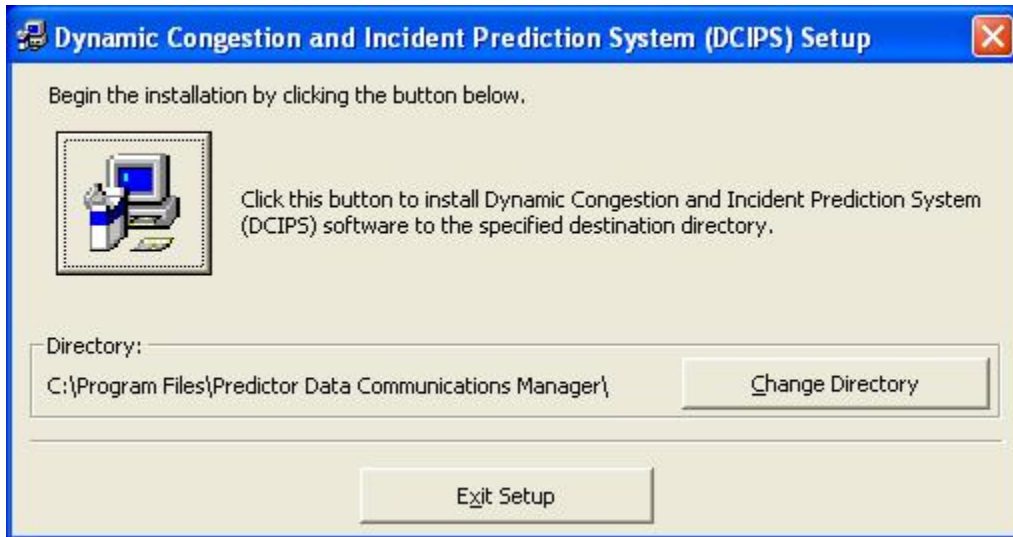 Dynamic Congestion and Incident Prediction System (DCIPS) Setup
Begin the installation by clicking the button below.
Click this button to install Dynamic Congestion and Incident Prediction System
(DCIPS) software to the specified destination directory.
Directory:
C:\Program Files\Predictor Data Communications Manager\
Change Directory
Exit Setup